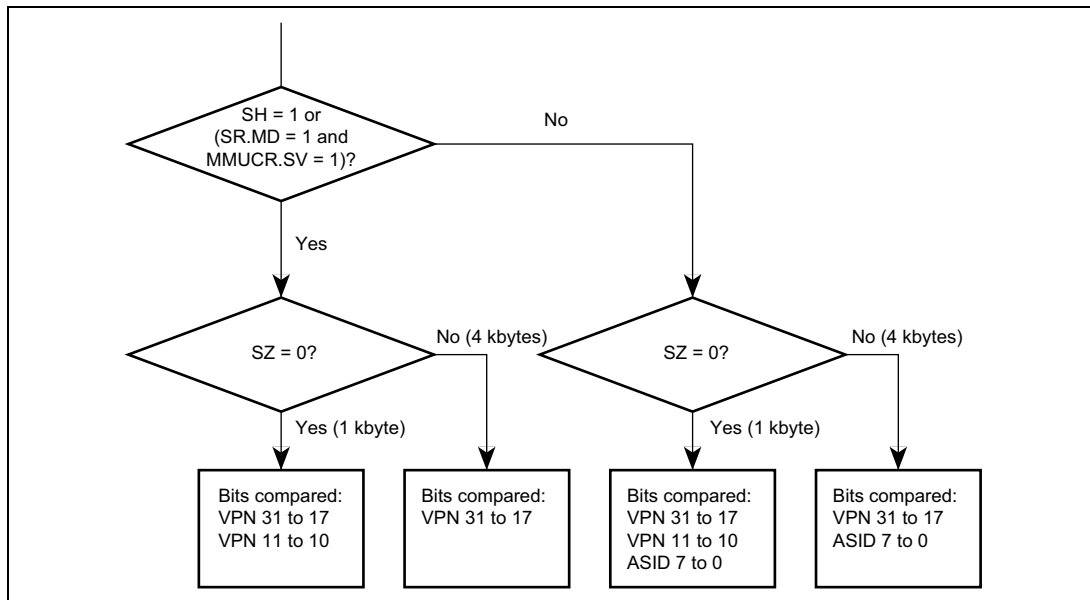 SH = 1 or
(SR.MD = 1 and
MMUCR.SV = 1)?
No
Yes
SZ = 0?
No (4 kbytes)
SZ = 0?
No (4 kbytes)
Yes (1 kbyte)
Yes (1 kbyte)
Bits compared:
VPN 31 to 17
VPN 11 to 10
Bits compared:
VPN 31 to 17
Bits compared:
VPN 31 to 17
VPN 11 to 10
ASID 7 to 0
Bits compared:
VPN 31 to 17
ASID 7 to 0